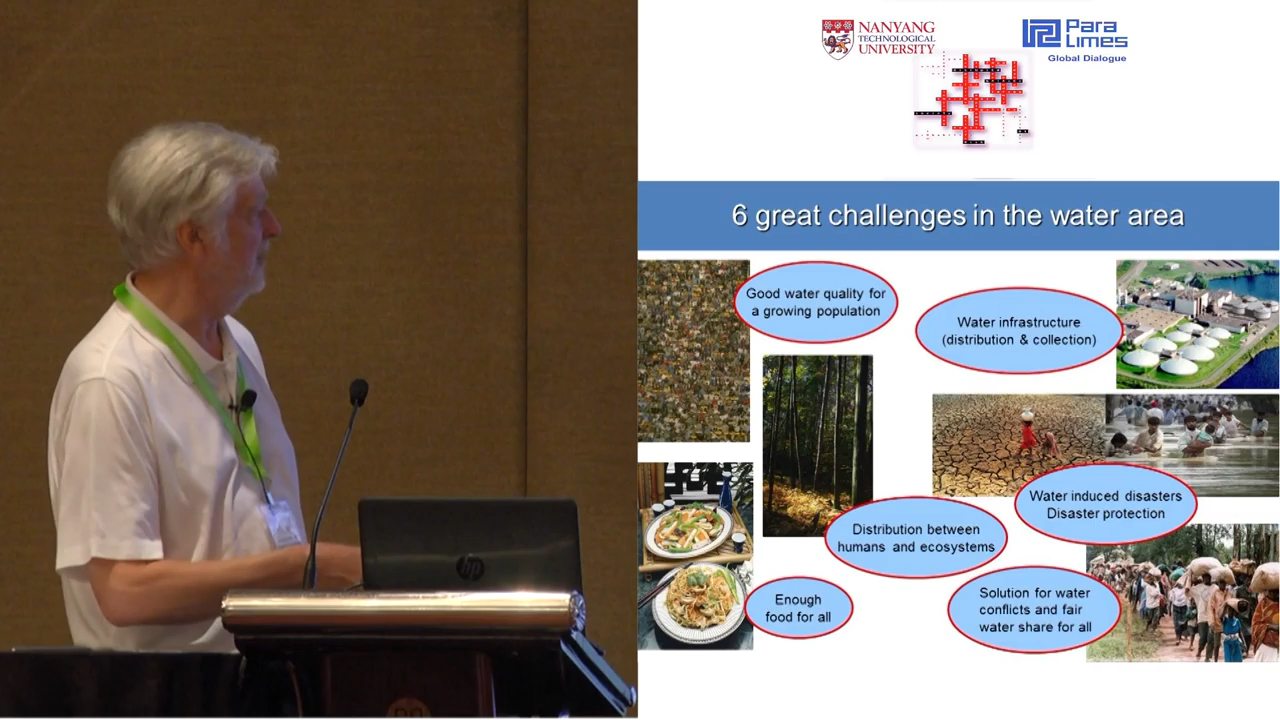 NANYANG
TECHNOLOGICAL
UNIVERSITY
Para
Limes
Global Dialogue
6 great challenges in the water area
Good water quality for
a growing population
Water infrastructure
(distribution & collection)
Water induced disasters
Disaster protection
Distribution between
humans and ecosystems
Enough
food for all
Solution for water
conflicts and fair
water share for all
hp